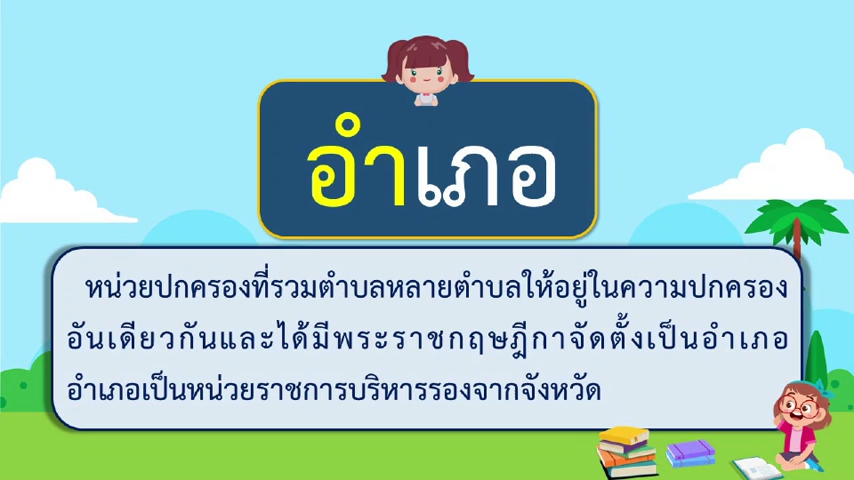 อำเภอ
หน่วยปกครองที่รวมตำบลหลายตำบลให้อยู่ในความปกครอง
อันเดียวกันและได้มีพระราชกฤษฎีกาจัดตั้งเป็นอำเภอ
อำเภอเป็นหน่วยราชการบริหารรองจากจังหวัด